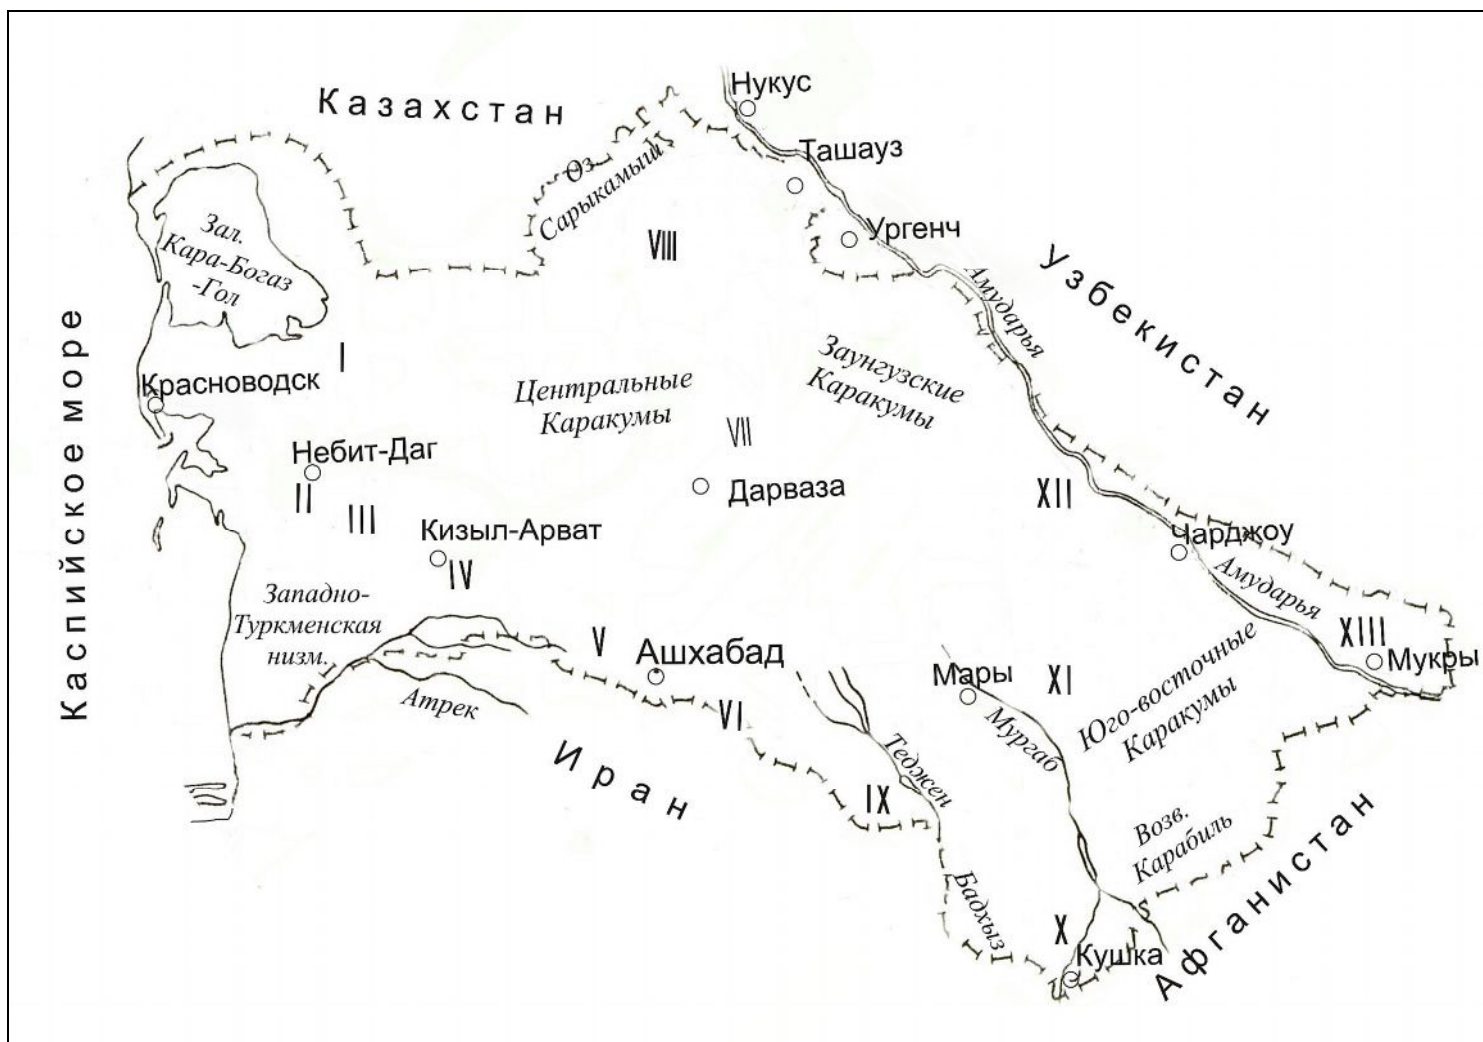 Нукус
Казахстан
Ташауз
Оз
Сарыкамыш
Зал.
Кара-Богаз
-Гол
VIII
Ургенч
Узбекистан
Амударья
Каспийское море
I
Красноводск
Центральные
Каракумы
Заунгузские
Каракумы
VII
Небит-Даг
II
III
Дарваза
XII
Кизыл-Арват
IV
Чарджоу
Амударья
Западно-
Туркменская
низм.
V
Ашхабад
XIII
Мукры
Атрек
VI
Мары
XI
Мургаб
Юго-восточные
Каракумы
Иран
Теджен
IX
Возв.
Карабиль
Бадхыз
X
Кушка
Афганистан